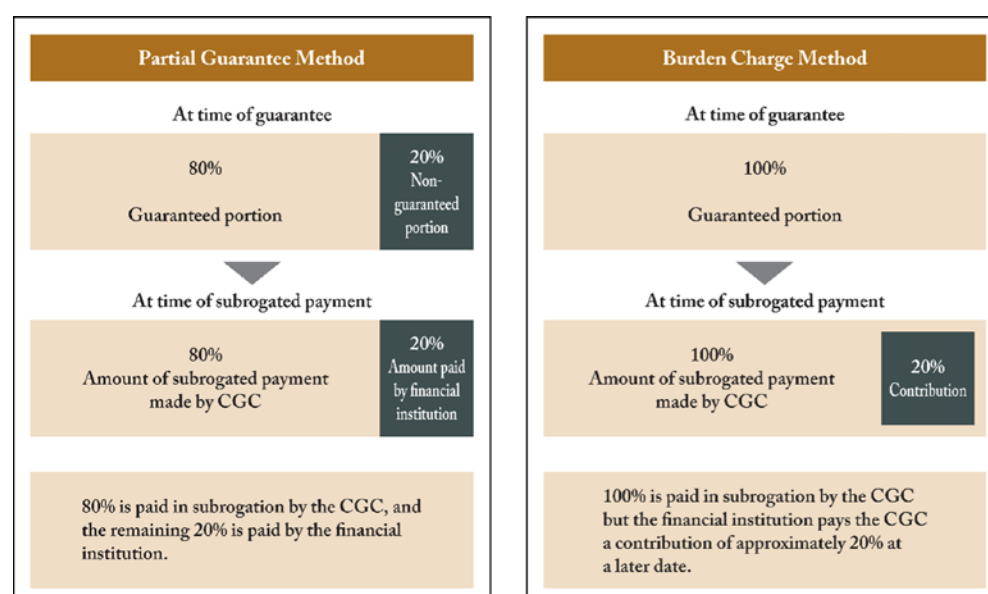 Partial Guarantee Method
At time of guarantee
80%
Guaranteed portion
20%
Non-
guaranteed
portion
At time of subrogated payment
80%
Amount of subrogated payment
made by CGC
20%
Amount paid
by financial
institution
80% is paid in subrogation by the CGC, and
the remaining 20% is paid by the financial
institution.
Burden Charge Method
At time of guarantee
100%
Guaranteed portion
At time of subrogated payment
100%
Amount of subrogated payment
made by CGC
20%
Contribution
100% is paid in subrogation by the CGC
but the financial institution pays the CGC
a contribution of approximately 20% at
a later date.